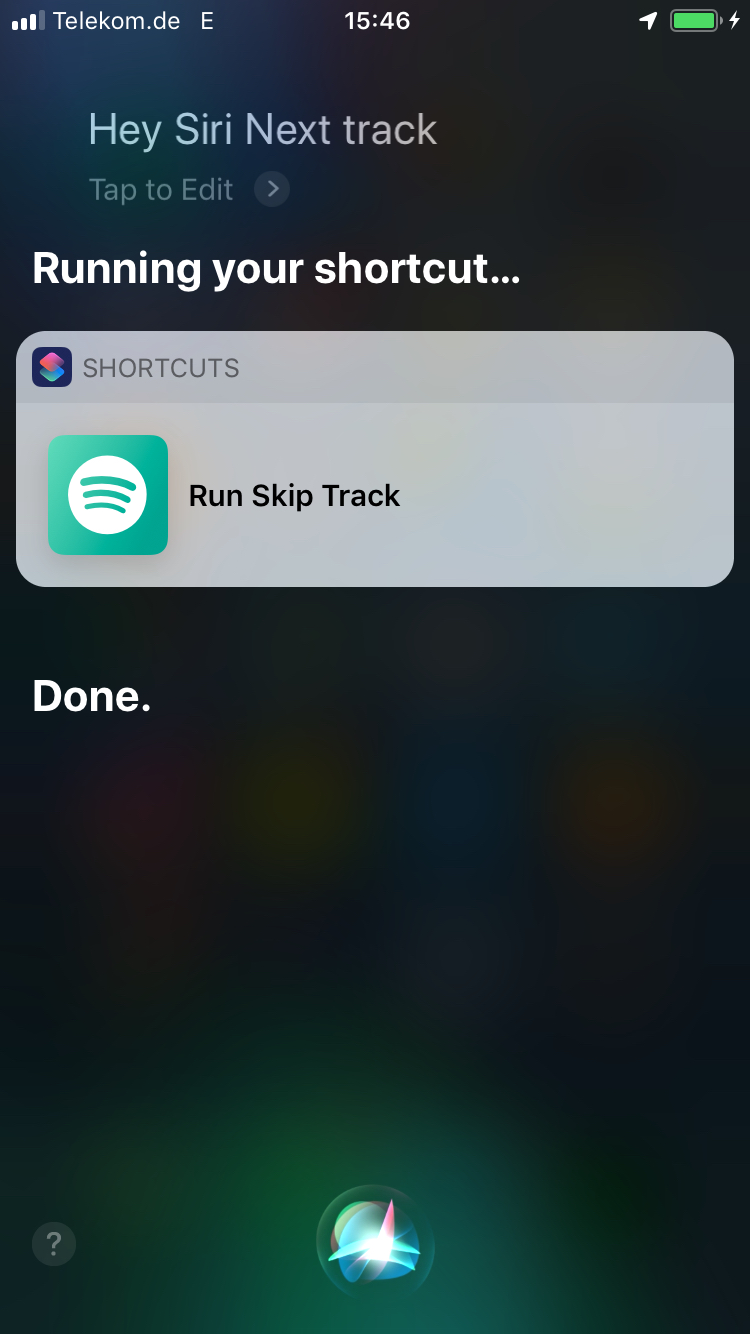 Telekom.de E 15:46
Hey Siri Next track
Tap to Edit
Running your shortcut...
SHORTCUTS
Run Skip Track
Done.
?